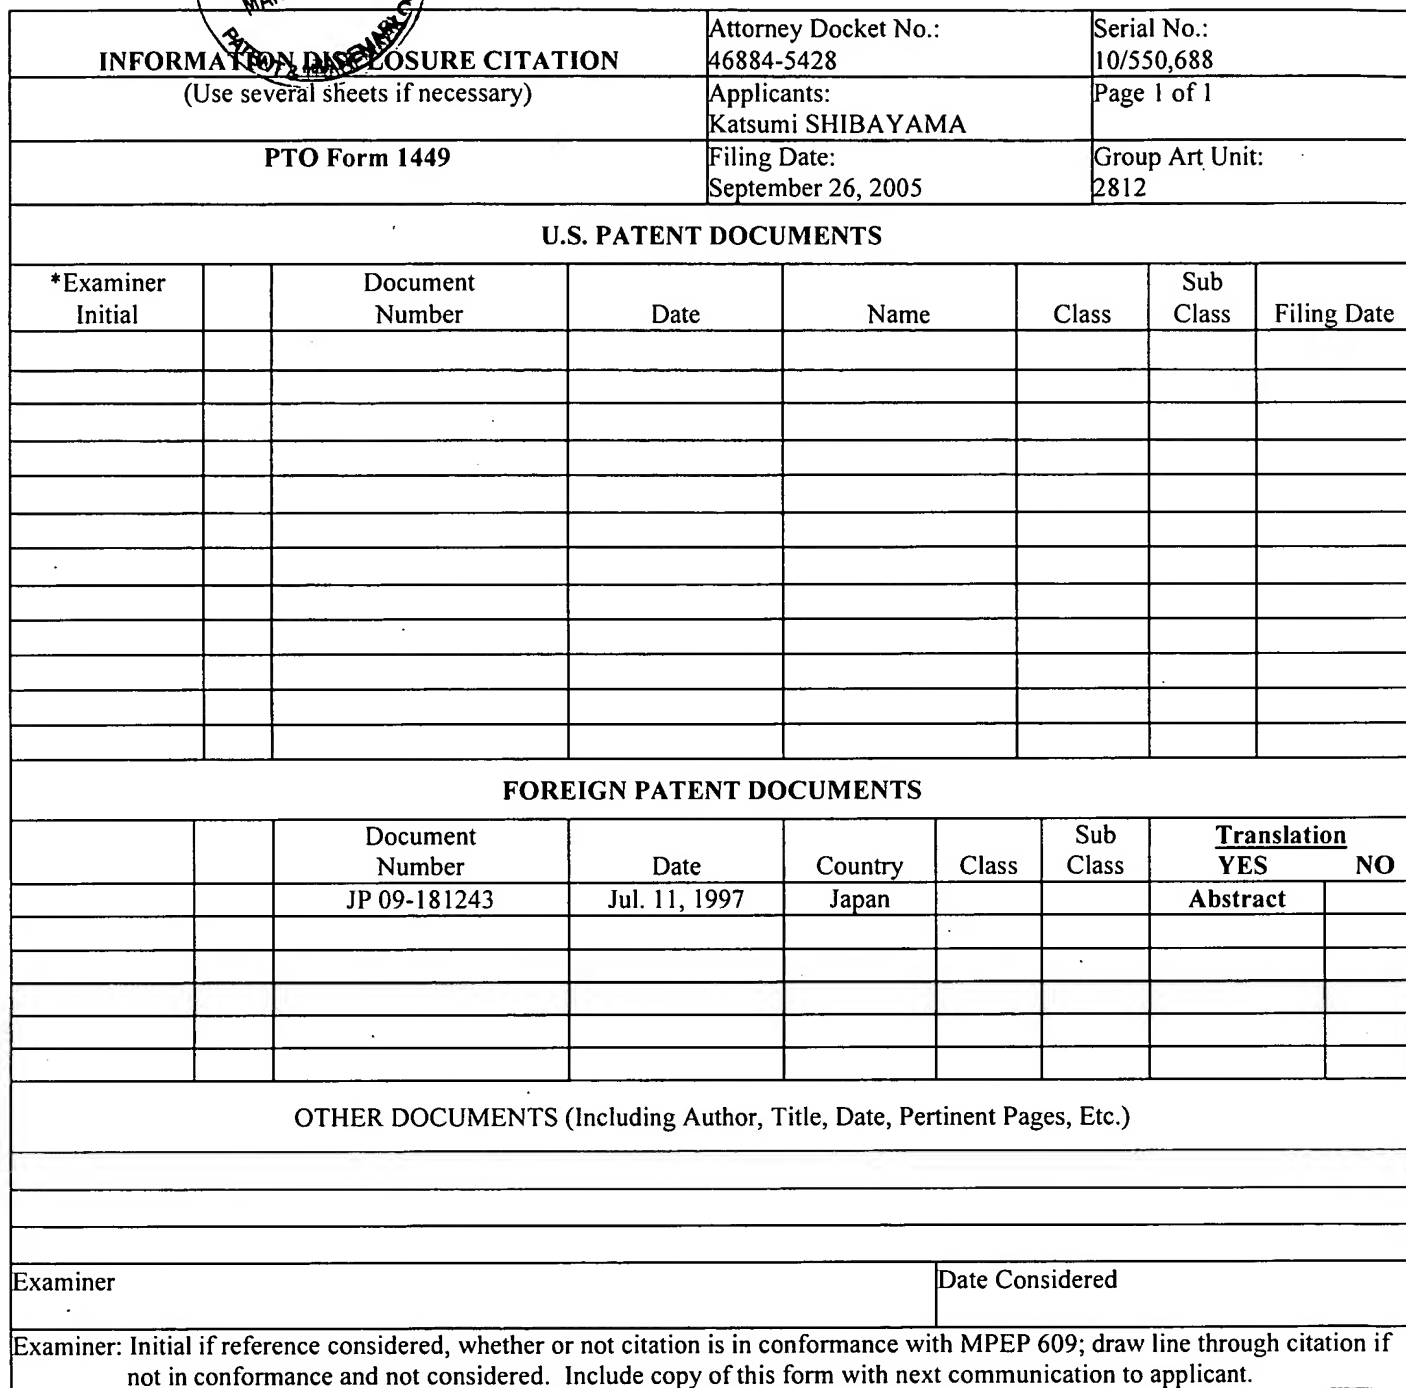 INFORMATION DISCLOSURE CITATION
(Use several sheets if necessary)
PTO Form 1449
Attorney Docket No.:
46884-5428
Serial No.:
10/550,688
Applicants:
Katsumi SHIBAYAMA
Page 1 of 1
Filing Date:
September 26, 2005
Group Art Unit:
2812
PATENT & TRADEMARK
U.S. PATENT DOCUMENTS
*Examiner
Initial
Document
Number
Date
Name
Class
Sub
Class
Filing Date
FOREIGN PATENT DOCUMENTS
Document
Number
Date
Country
Class
Sub
Class
Translation
YES NO
JP 09-181243 Jul. 11, 1997 Japan Abstract
OTHER DOCUMENTS (Including Author, Title, Date, Pertinent Pages, Etc.)
Examiner
Date Considered
Examiner: Initial if reference considered, whether or not citation is in conformance with MPEP 609; draw line through citation if
not in conformance and not considered. Include copy of this form with next communication to applicant.